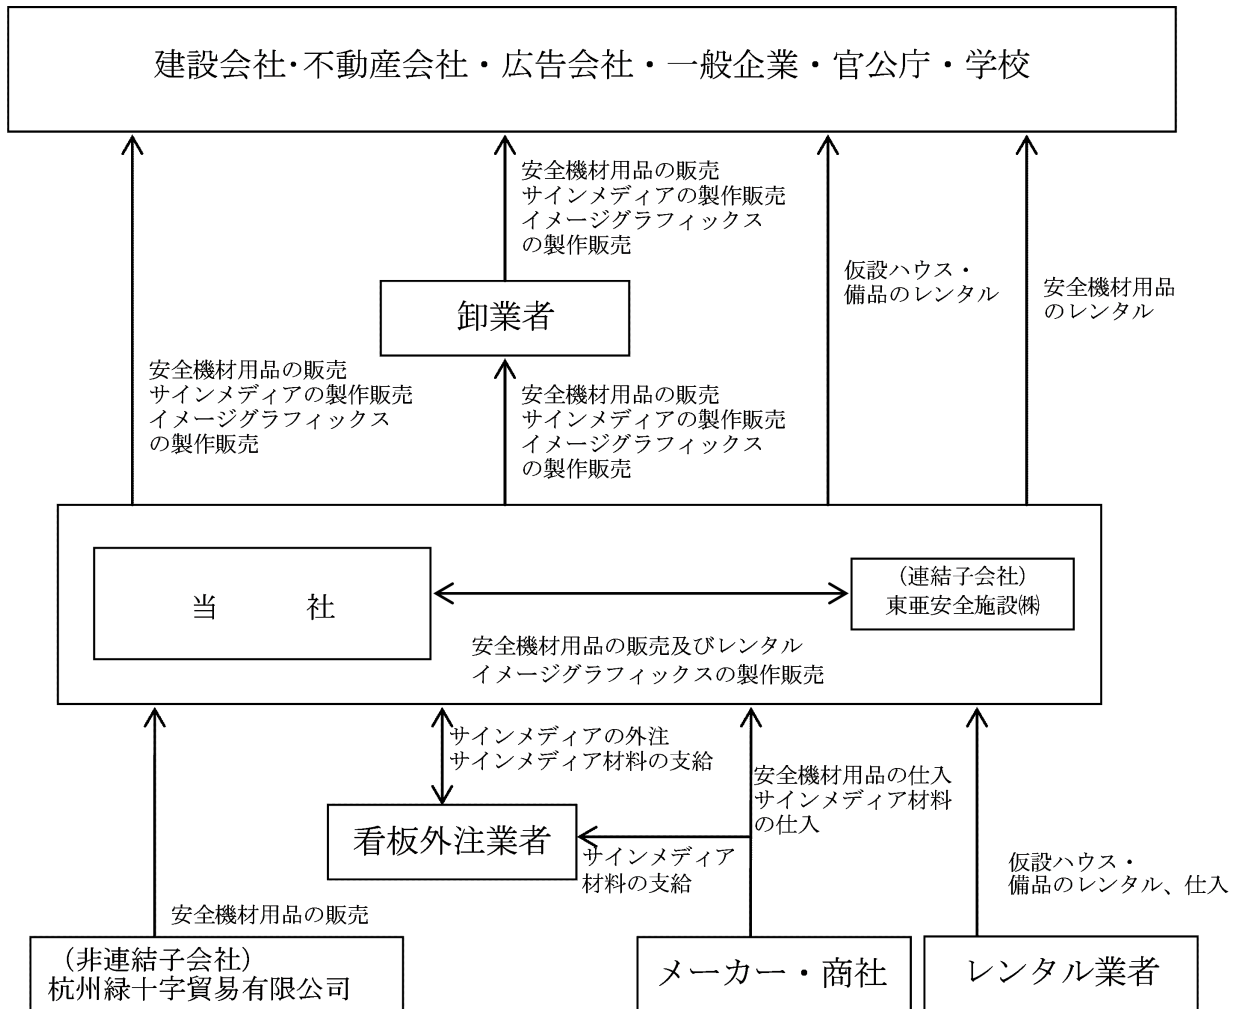 建設会社・不動産会社・広告会社・一般企業・官公庁・学校
安全機材用品の販売
サインメディアの製作販売
イメージグラフィックス
の製作販売
仮設ハウス・
備品のレンタル
安全機材用品
のレンタル
卸業者
安全機材用品の販売
サインメディアの製作販売
イメージグラフィックス
の製作販売
安全機材用品の販売
サインメディアの製作販売
イメージグラフィックス
の製作販売
当 社
(連結子会社)
東亜安全施設㈱
安全機材用品の販売及びレンタル
イメージグラフィックスの製作販売
サインメディアの外注
サインメディア材料の支給
安全機材用品の仕入
サインメディア材料
の仕入
看板外注業者
サインメディア
材料の支給
仮設ハウス・
備品のレンタル、仕入
安全機材用品の販売
(非連結子会社)
杭州緑十字貿易有限公司
メーカー・商社
レンタル業者